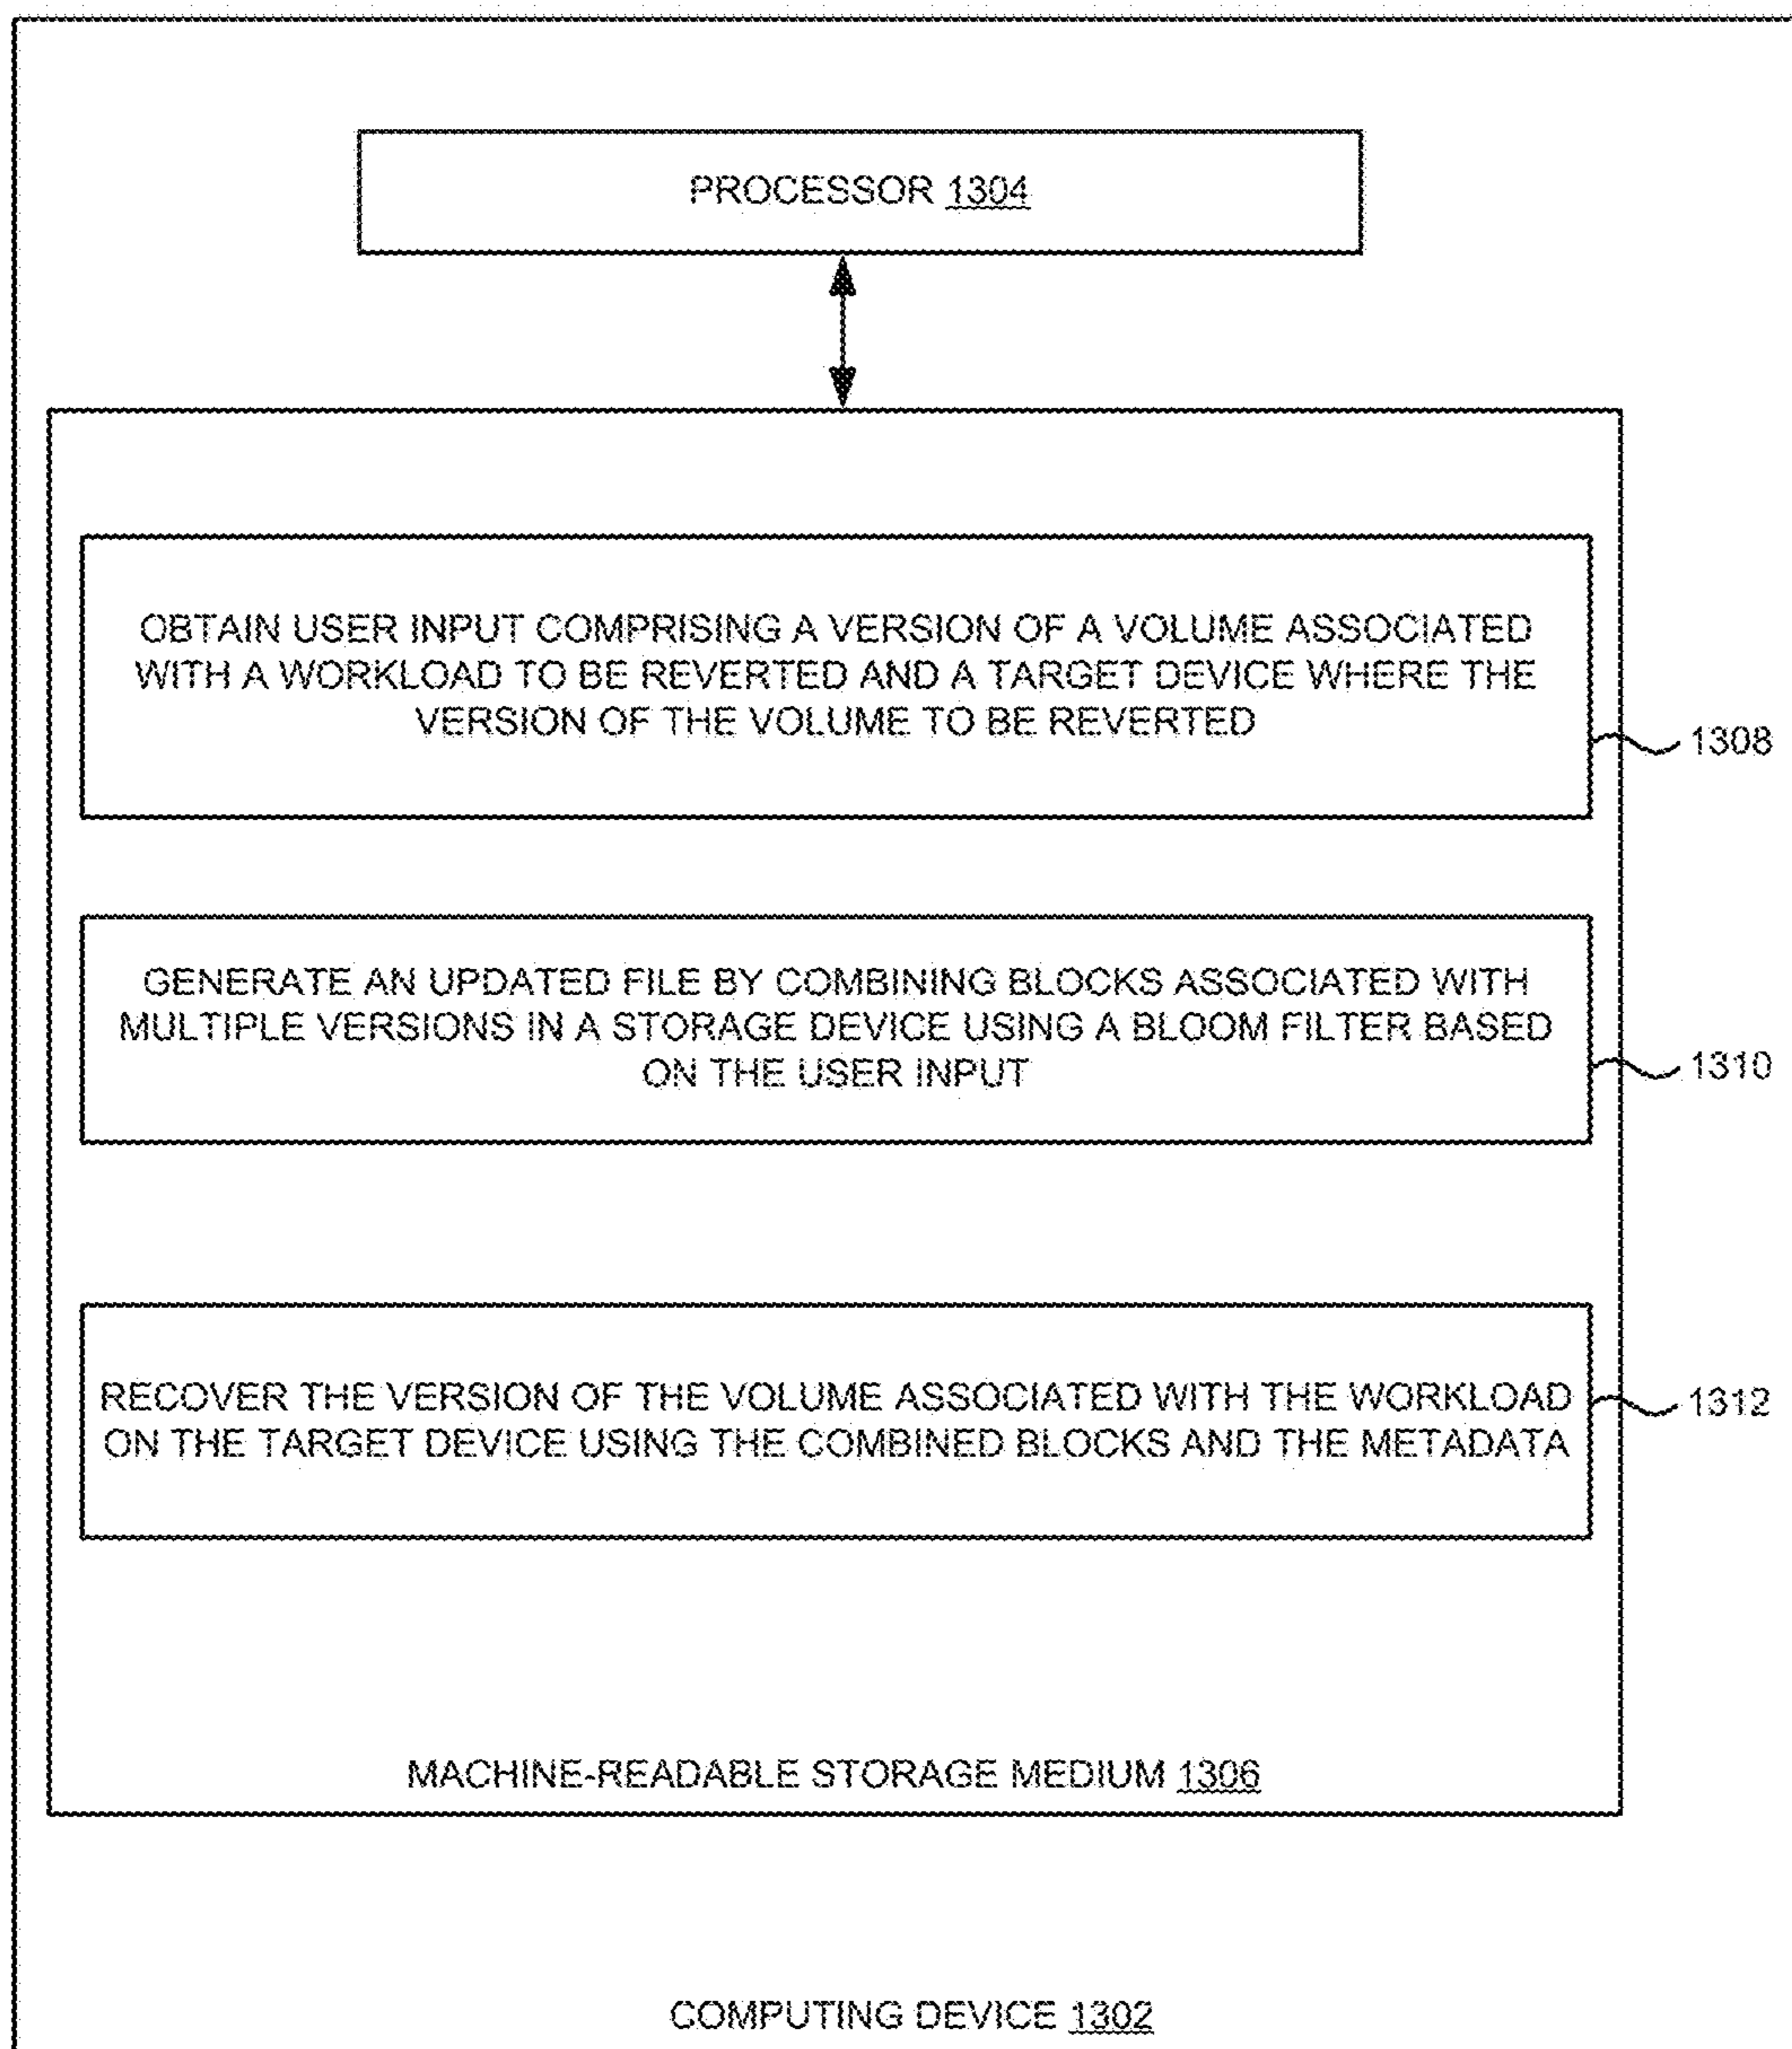 PROCESSOR 1304
OBTAIN USER INPUT COMPRISING A VERSION OF A VOLUME ASSOCIATED
WITH A WORKLOAD TO BE REVERTED AND A TARGET DEVICE WHERE THE
VERSION OF THE VOLUME TO BE REVERTED
1308
GENERATE AN UPDATED FILE BY COMBINING BLOCKS ASSOCIATED WITH
MULTIPLE VERSIONS IN A STORAGE DEVICE USING A BLOOM FILTER BASED
ON THE USER INPUT
1310
RECOVER THE VERSION OF THE VOLUME ASSOCIATED WITH THE WORKLOAD
ON THE TARGET DEVICE USING THE COMBINED BLOCKS AND THE METADATA
1312
MACHINE-READABLE STORAGE MEDIUM 1306
COMPUTING DEVICE 1302